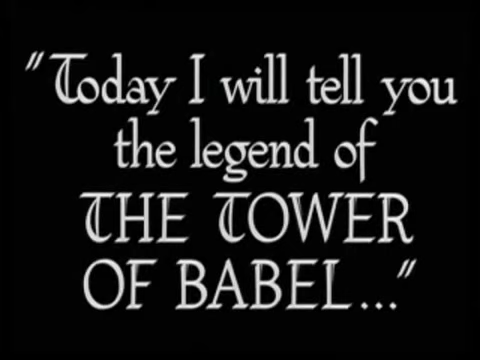 "Today I will tell you
the legend of
THE TOWER
OF BABEL..."